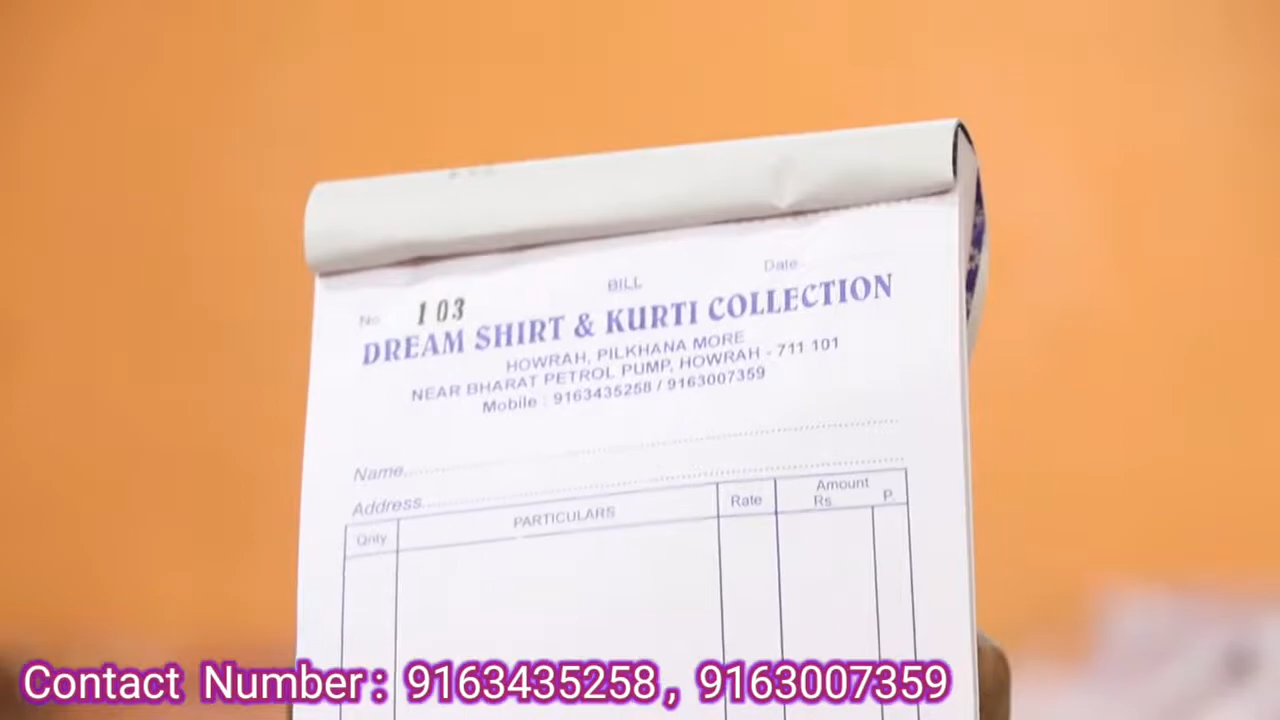 BILL
Date
No. 103
DREAM SHIRT & KURTI COLLECTION
HOWRAH, PILKHANA MORE
NEAR BHARAT PETROL PUMP, HOWRAH - 711 101
Mobile : 9163435258 / 9163007359
Name
Address
Qnty PARTICULARS Rate Amount
Rs P.
Contact Number: 9163435258, 9163007359